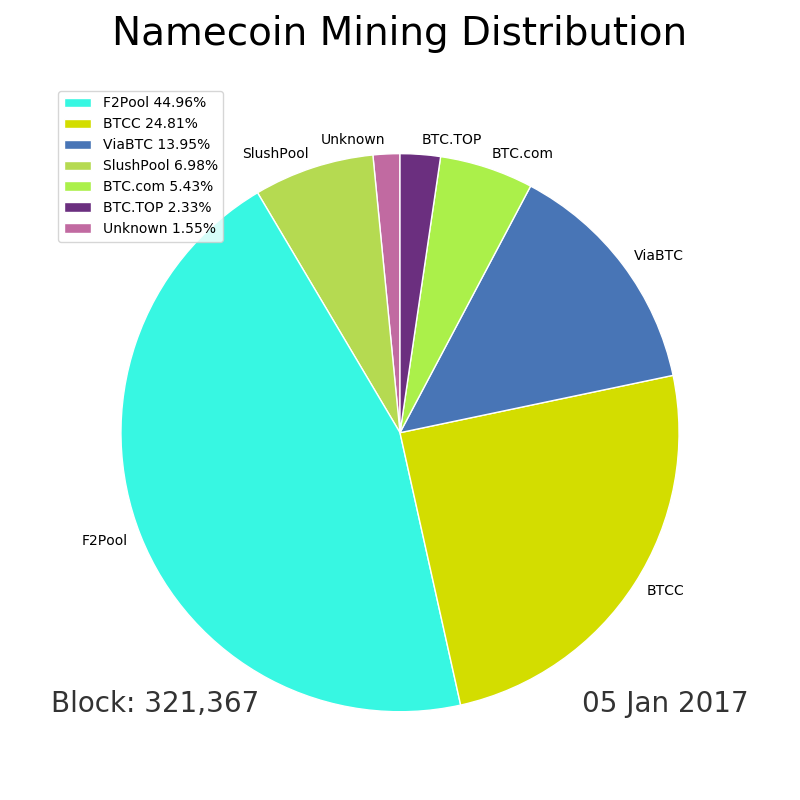 Namecoin Mining Distribution
F2Pool 44.96%
BTCC 24.81%
ViaBTC 13.95%
SlushPool 6.98%
BTC.com 5.43%
BTC.TOP 2.33%
Unknown 1.55%
Unknown
BTC.TOP
SlushPool
BTC.com
ViaBTC
F2Pool
BTCC
Block: 321,367
05 Jan 2017